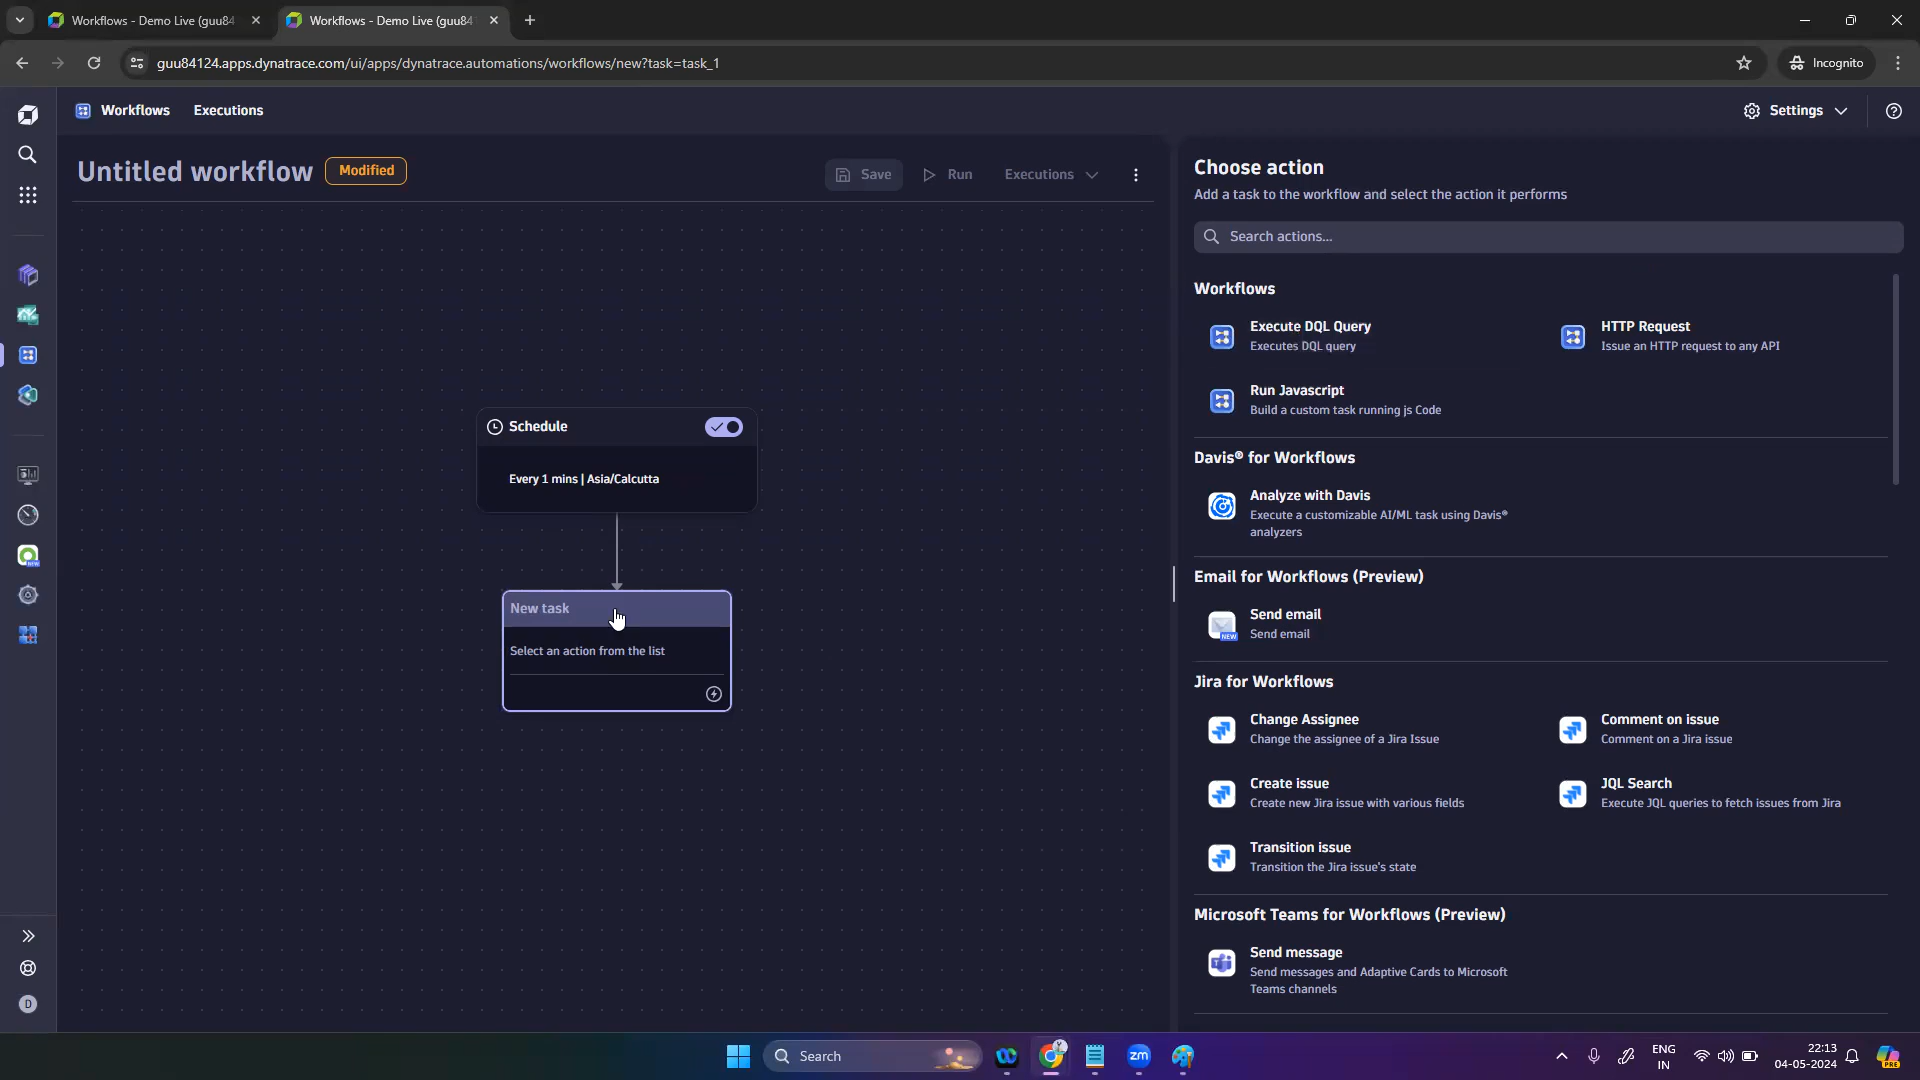 Workflows - Demo Live (guu84
Workflows - Demo Live (guu84
guu84124.apps.dynatrace.com/ui/apps/dynatrace.automations/workflows/new?task=task_1
Incognito
Workflows
Executions
Settings
Untitled workflow
Modified
Save
Run
Executions
Choose action
Add a task to the workflow and select the action it performs
Search actions...
Workflows
Execute DQL Query
Executes DQL query
HTTP Request
Issue an HTTP request to any API
Run Javascript
Build a custom task running js Code
Davis® for Workflows
Analyze with Davis
Execute a customizable AI/ML task using Davis®
analyzers
Email for Workflows (Preview)
NEW
Send email
Send email
Jira for Workflows
Change Assignee
Change the assignee of a Jira Issue
Comment on issue
Comment on a Jira issue
Create issue
Create new Jira issue with various fields
JQL Search
Execute JQL queries to fetch issues from Jira
Transition issue
Transition the Jira issue's state
Microsoft Teams for Workflows (Preview)
Send message
Send messages and Adaptive Cards to Microsoft
Teams channels
Schedule
Every 1 mins | Asia/Calcutta
New task
Select an action from the list
NEW
D
Search
Y
zm
ENG
IN
22:13
04-05-2024
PRE